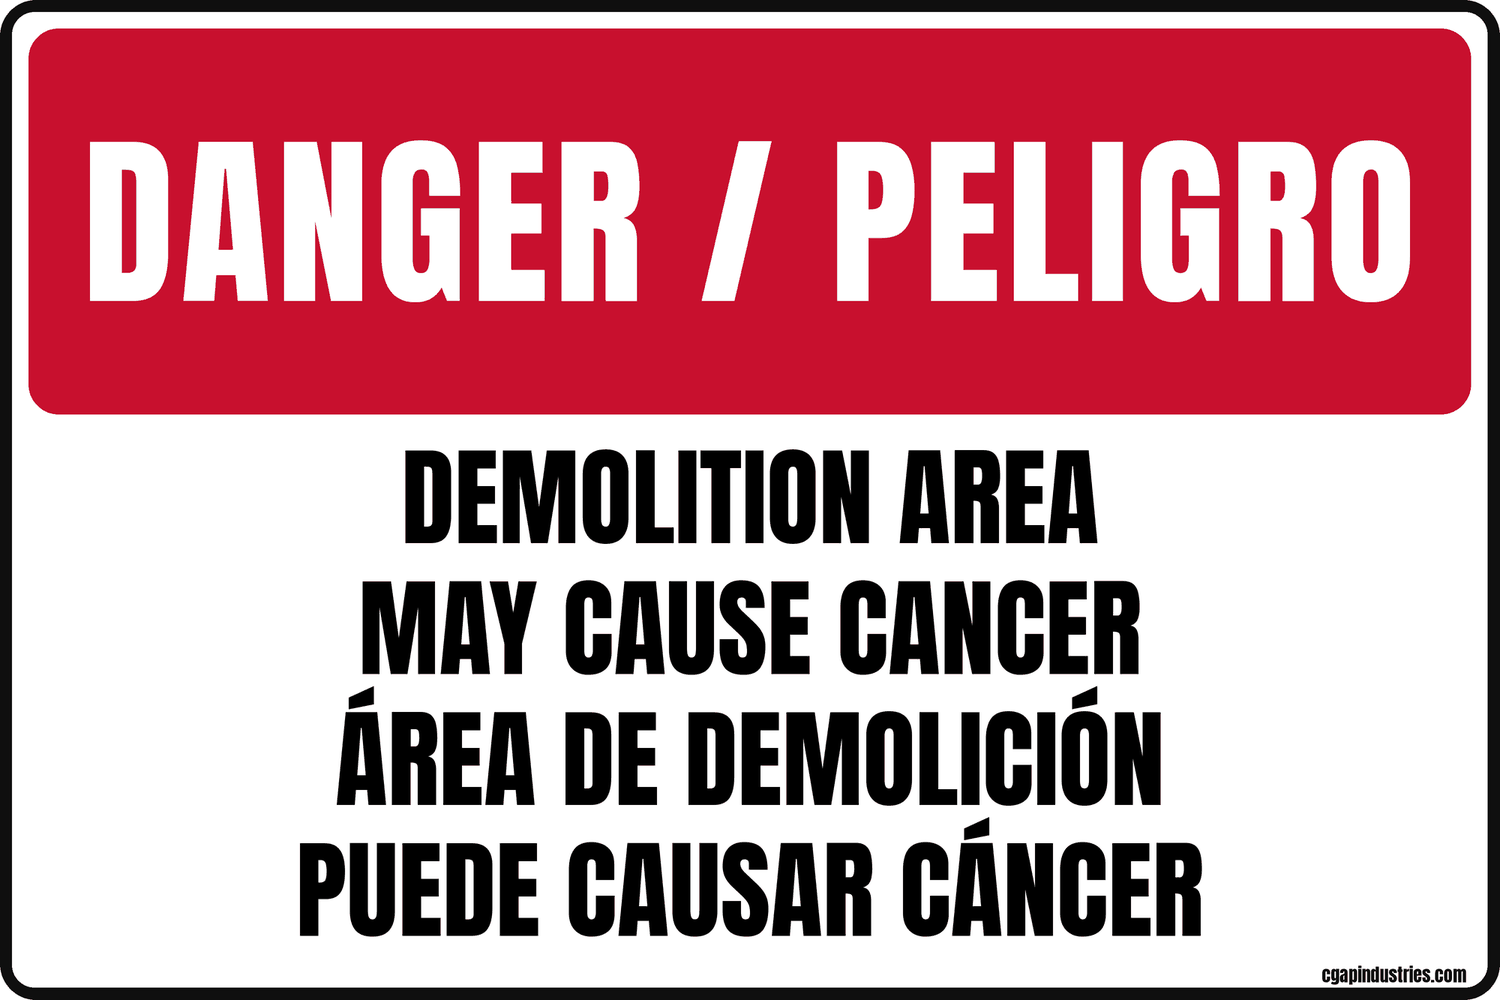 DANGER / PELIGRO
DEMOLITION AREA
MAY CAUSE CANCER
ÁREA DE DEMOLICIÓN
PUEDE CAUSAR CÁNCER
cgapindustries.com